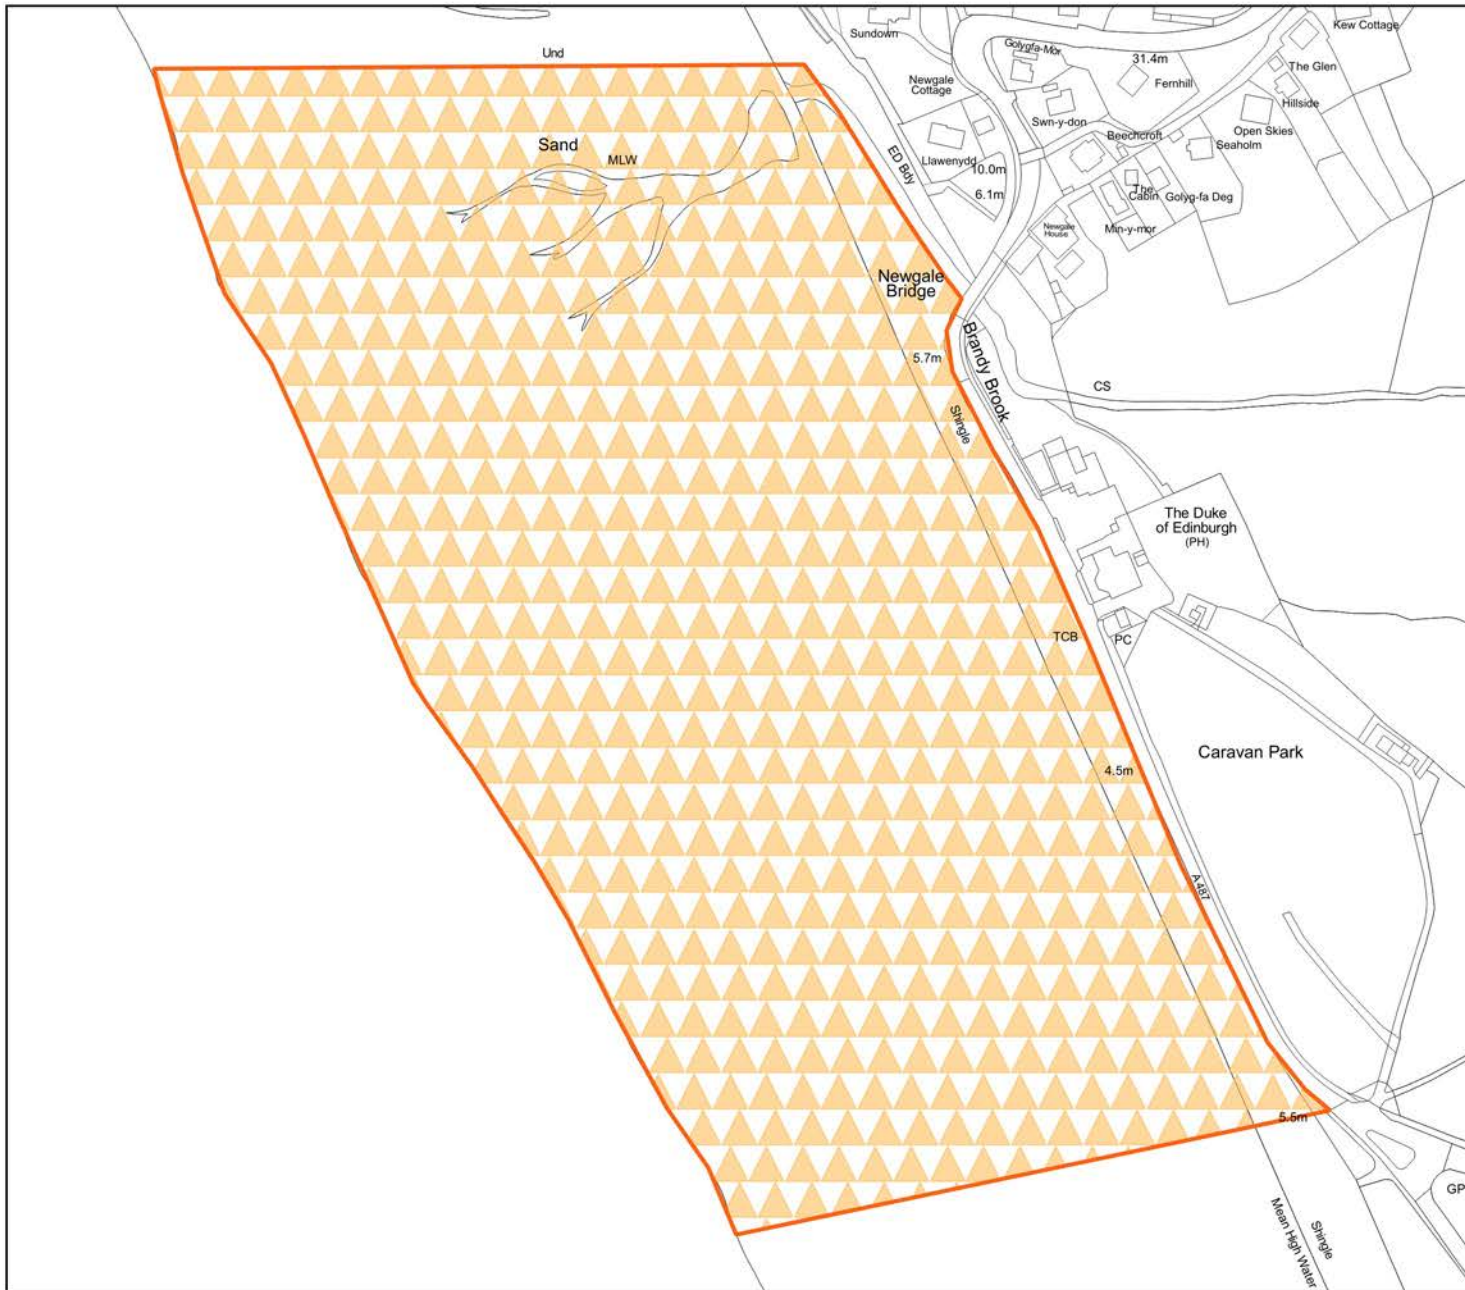 Und
Sundown
Golygfa-Mor
31.4m
Kew Cottage
The Glen
Fernhill
Hillside
Newgale
Cottage
Swn-y-don
Open Skies
Beechcroft
Seaholm
Sand
MLW
ED Bdy
Llawenydd
10.0m
6.1m
The
Cabin
Golyg-fa Deg
Min-y-mor
Newgale
House
Newgale
Bridge
Brandy Brook
5.7m
CS
Shingle
The Duke
of Edinburgh
(PH)
TCB
PC
Caravan Park
4.5m
A 487
5.5m
GP
Shingle
Mean High Water